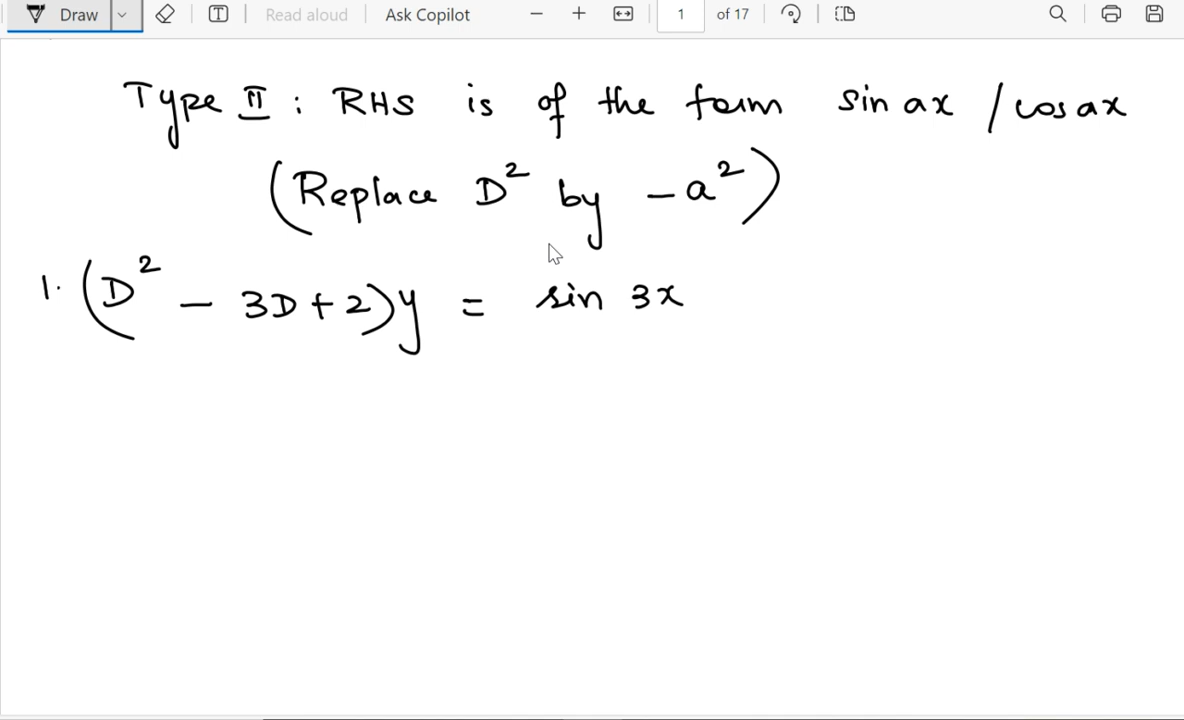 Draw Read aloud Ask Copilot 1 of 17
Type II : RHS is of the form sin ax / cos ax
(Replace D² by – a²)
1. (D² – 3D + 2)y = sin 3x